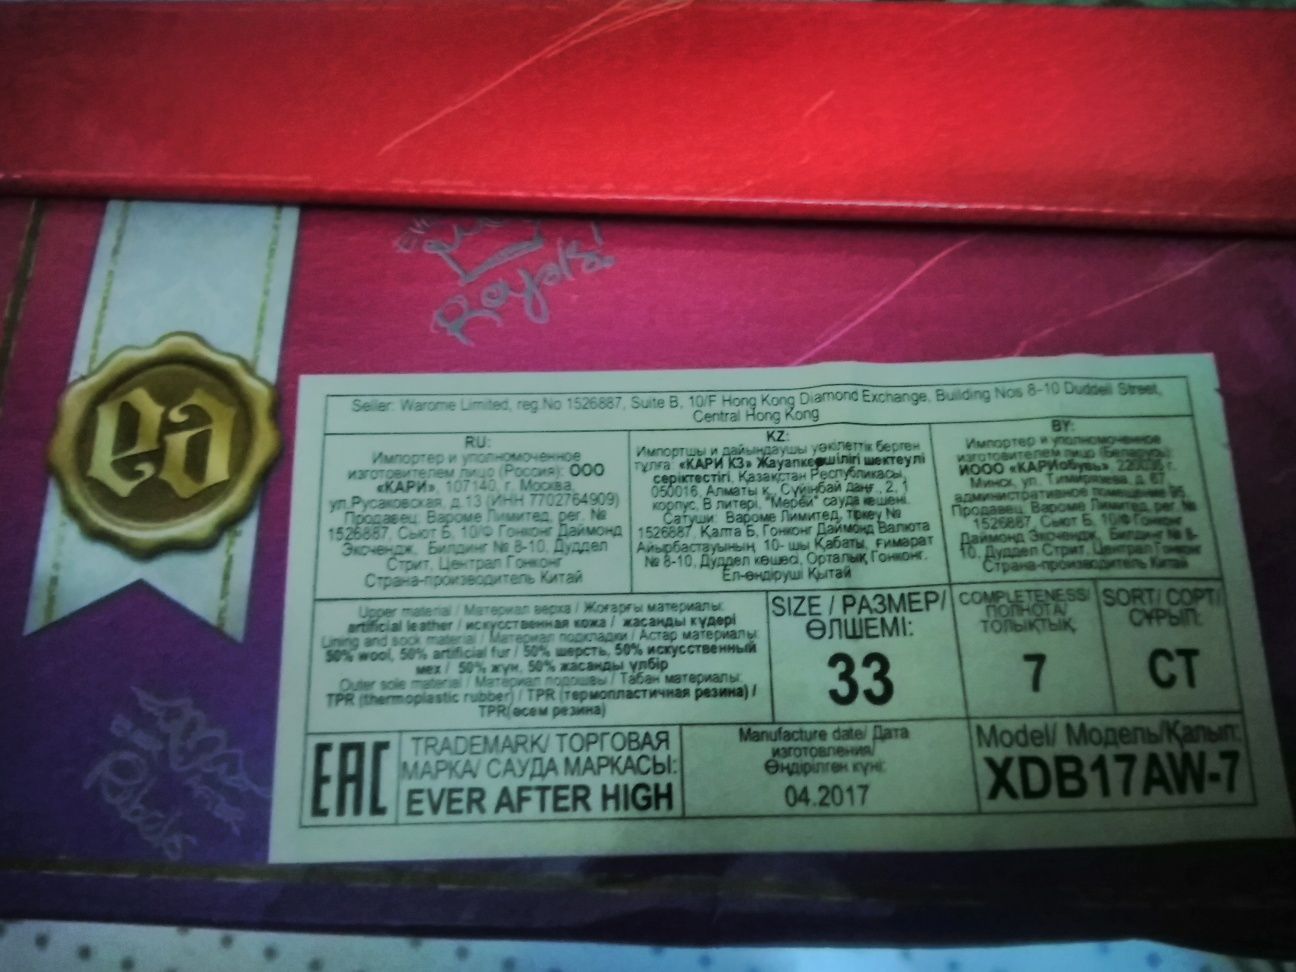 Royals!
ea
Seller: Warome Limited, reg.No 1526887, Suite B, 10/F Hong Kong Diamond Exchange, Building Nos 8-10 Duddell Street,
Central Hong Kong
RU:
Импортер и уполномоченное
изготовителем лицо (Россия): ООО
«КАРИ», 107140, г. Москва,
ул.Русаковская, д.13 (ИНН 7702764909)
Продавец: Вароме Лимитед, рег. №
1526887, Сьют Б, 10/Ф Гонконг Даймонд
Эксчендж, Билдинг № 8-10, Дуддел
Стрит, Централ Гонконг
Страна-производитель Китай
KZ:
Импортшы и дайындаушы уәкілеттік берген
тұлға: «КАРИ КЗ» Жауапкершілігі шектеулі
серіктестігі, Қазақстан Республикасы
050016, Алматы қ., Сүйінбай даңғ., 2, 1
корпус, В литері, "Мерей" сауда кешені.
Сатушы: Вароме Лимитед, тіркеу №
1526887, Қалта Б, Гонконг Даймонд Валюта
Айырбастауының 10- шы Қабаты, ғимарат
№ 8-10, Дуддел көшесі, Орталық Гонконг.
Ел-өндіруші Қытай
BY:
Импортер и уполномоченное
изготовителем лицо (Беларусь):
ИООО «КАРИобувь», г.
Минск, ул. Тимирязева, д. 67,
административное помещение
Продавец: Вароме Лимитед, рег. №
1526887, Сьют Б, 10/Ф Гонконг
Даймонд Эксчендж, Билдинг № 8-
10, Дуддел Стрит, Централ Гонконг
Страна-производитель Китай
Upper material / Материал верха / Жоғарғы материалы:
artificial leather / искусственная кожа / жасанды күдері
Lining and sock material / Материал подкладки / Астар материалы:
50% wool, 50% artificial fur / 50% шерсть, 50% искусственный
мех / 50% жүн, 50% жасанды үлбір
Outer sole material / Материал подошвы / Табан материалы:
TPR (thermoplastic rubber) / TPR (термопластичная резина) /
TPR(әсем резина)
SIZE / РАЗМЕР/
ӨЛШЕМІ:
33
COMPLETENESS/
ПОЛНОТА/
ТОЛЫҚТЫҚ
7
SORT/ СОРТ/
СҰРЫП:
СТ
EAC
TRADEMARK/ ТОРГОВАЯ
МАРКА/ САУДА МАРКАСЫ:
EVER AFTER HIGH
Manufacture date/ Дата
изготовления/
Өндірілген күні:
04.2017
Model/ Модель/Қалып:
XDB17AW-7
Rebels